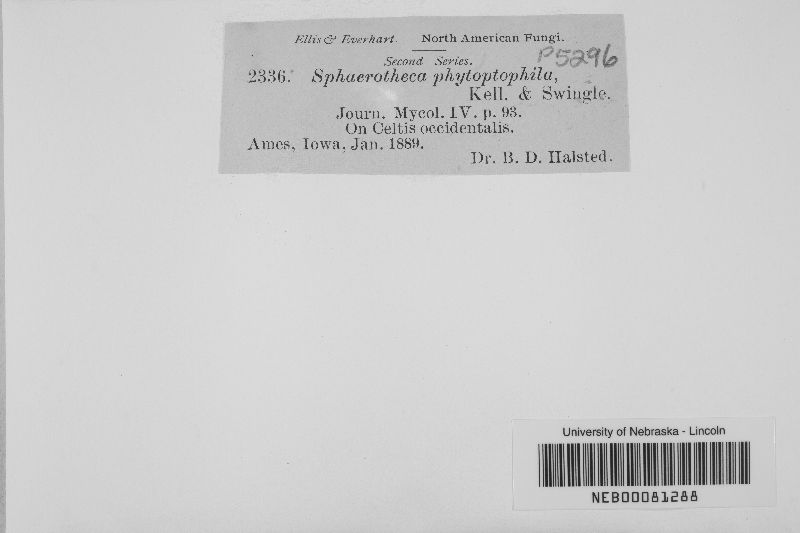 Ellis & Everhart. North American Fungi.
P5296
Second Series.
2336. Sphaerotheca phytoptophila,
Kell. & Swingle.
Journ. Mycol. IV. p. 93.
On Celtis occidentalis.
Ames, Iowa, Jan. 1889.
Dr. B. D. Halsted.
University of Nebraska - Lincoln
NEB00081288